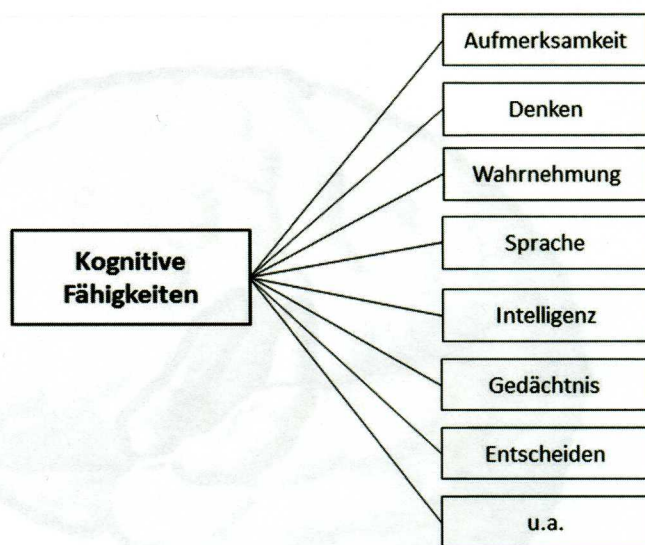 Aufmerksamkeit
Denken
Wahrnehmung
Sprache
Kognitive
Fähigkeiten
Intelligenz
Gedächtnis
Entscheiden
u.a.